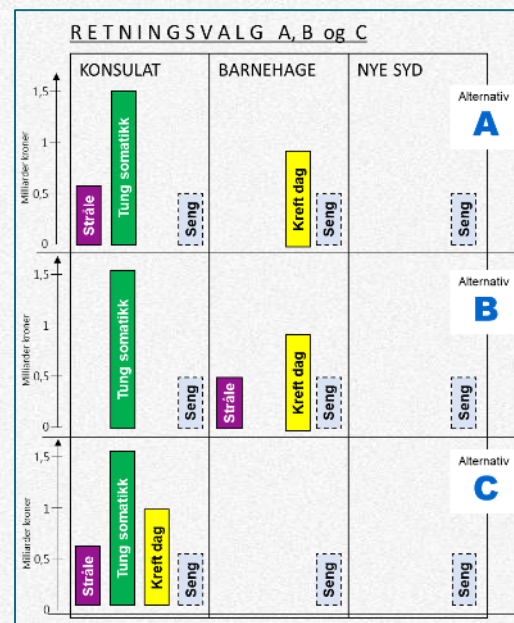 RETNINGSVALG A, B og C
KONSULAT
BARNEHAGE
NYE SYD
Milliarder kroner
1,5
1
0,5
0
Stråle
Tung somatikk
Seng
Kreft dag
Seng
Seng
Alternativ
A
Milliarder kroner
1,5
1
0,5
0
Tung somatikk
Seng
Stråle
Kreft dag
Seng
Seng
Alternativ
B
Milliarder kroner
1,5
1
0,5
0
Stråle
Tung somatikk
Kreft dag
Seng
Seng
Seng
Alternativ
C